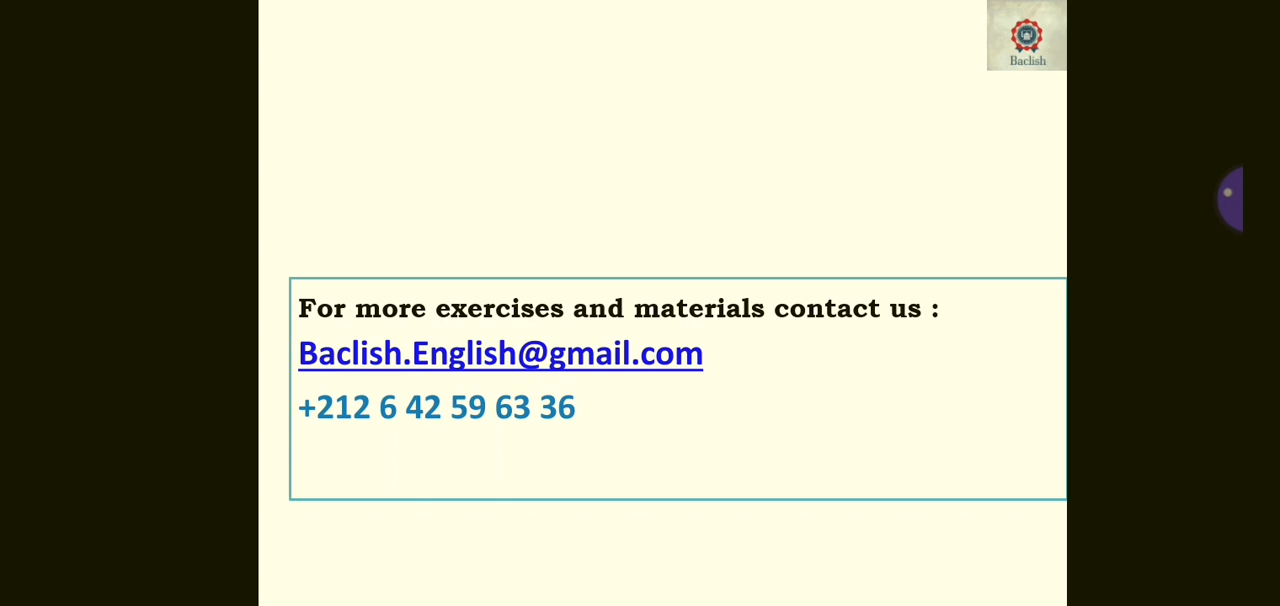 Baclish
For more exercises and materials contact us :
Baclish.English@gmail.com
+212 6 42 59 63 36